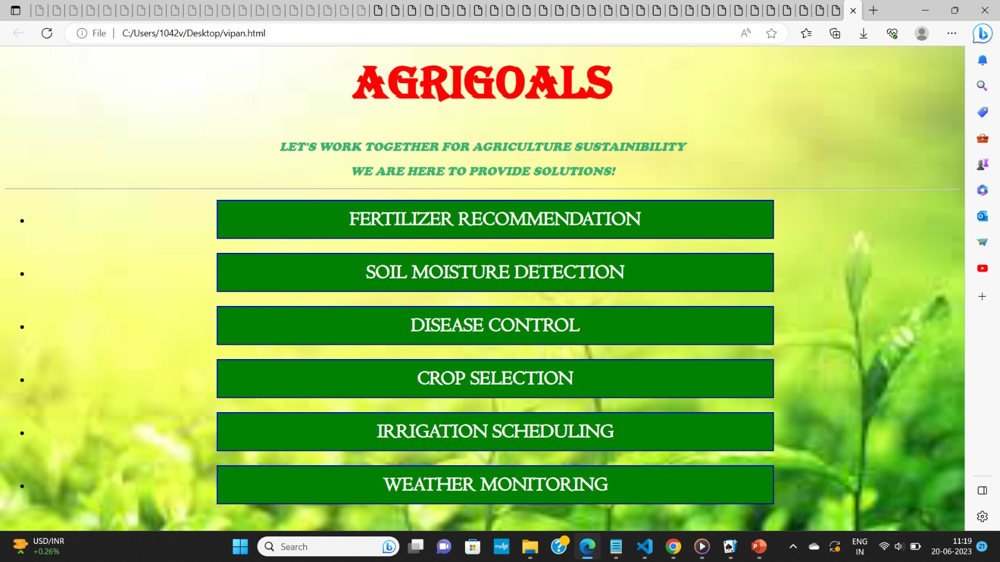 File
C:/Users/1042v/Desktop/vipan.html
AGRIGOALS
LET'S WORK TOGETHER FOR AGRICULTURE SUSTAINIBILITY
WE ARE HERE TO PROVIDE SOLUTIONS!
FERTILIZER RECOMMENDATION
SOIL MOISTURE DETECTION
DISEASE CONTROL
CROP SELECTION
IRRIGATION SCHEDULING
WEATHER MONITORING
USD/INR
+0.26%
Search
myhp
ENG
IN
11:19
20-06-2023
21